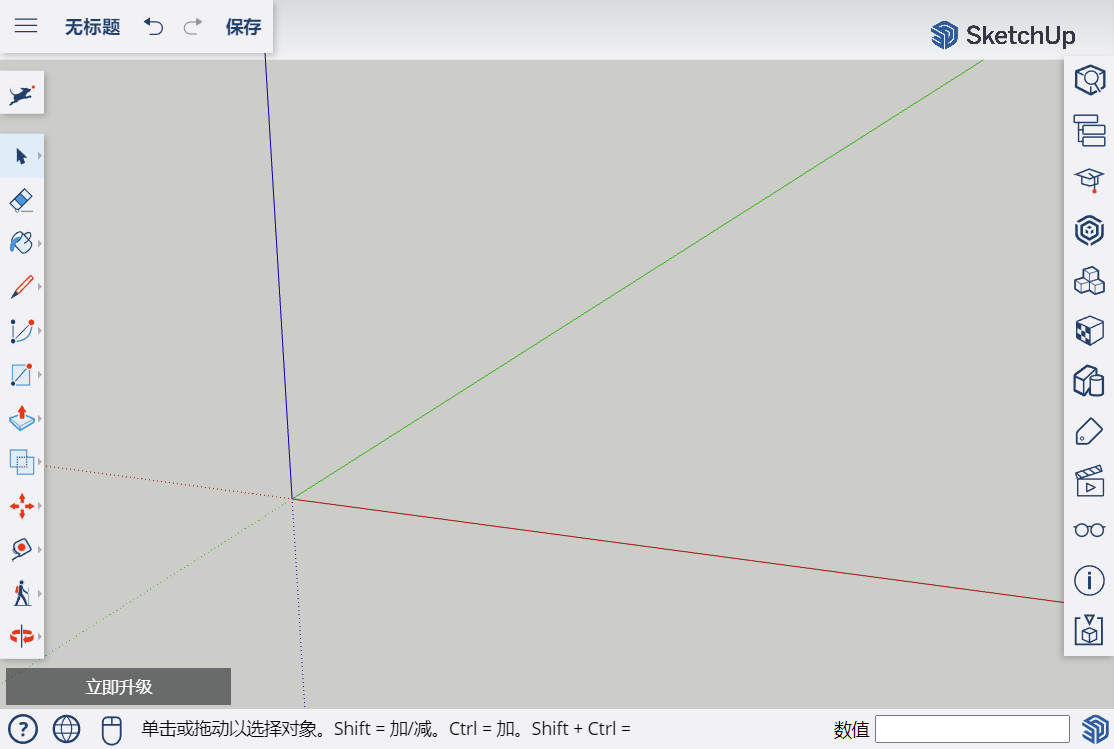 无标题
保存
SketchUp
立即升级
单击或拖动以选择对象。Shift = 加/减。Ctrl = 加。Shift + Ctrl =
数值